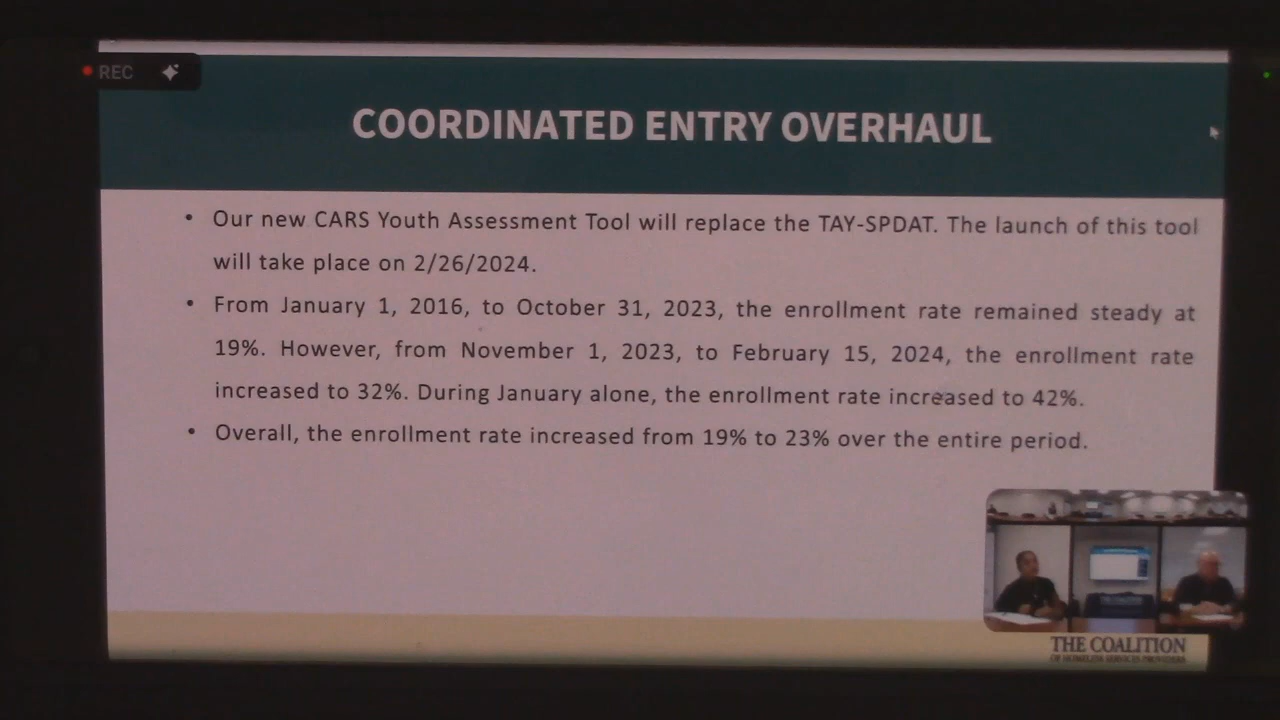 REC
COORDINATED ENTRY OVERHAUL
• Our new CARS Youth Assessment Tool will replace the TAY-SPDAT. The launch of this tool
will take place on 2/26/2024.
• From January 1, 2016, to October 31, 2023, the enrollment rate remained steady at
19%. However, from November 1, 2023, to February 15, 2024, the enrollment rate
increased to 32%. During January alone, the enrollment rate increased to 42%.
• Overall, the enrollment rate increased from 19% to 23% over the entire period.
THE COALITION
OF HOMELESS SERVICES PROVIDERS